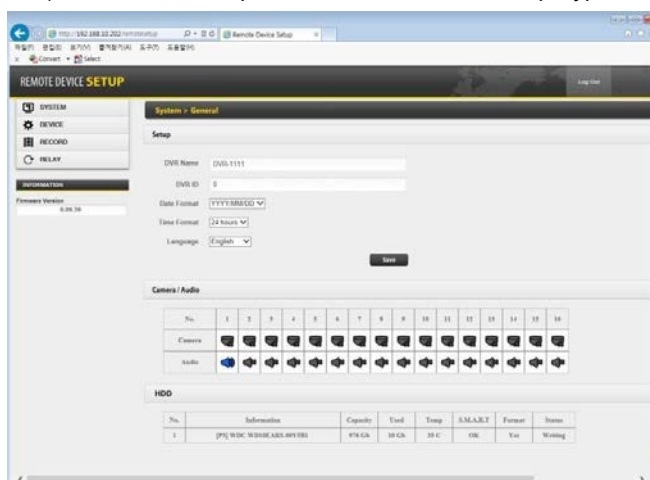 Remote Device Setup
Convert Select
REMOTE DEVICE SETUP
Log Out
SYSTEM
DEVICE
RECORD
RELAY
INFORMATION
Firmware Version
System > General
Setup
DVR Name DVR-1111
DVR ID 0
Date Format YYYY/MM/DD
Time Format 24 hours
Language English
Save
Camera / Audio
No. 1 2 3 4 5 6 7 8 9 10 11 12 13 14 15 16
Camera
Audio
HDD
No. Information Capacity Used Temp S.M.A.R.T Format Status
1 OK Yes Writing